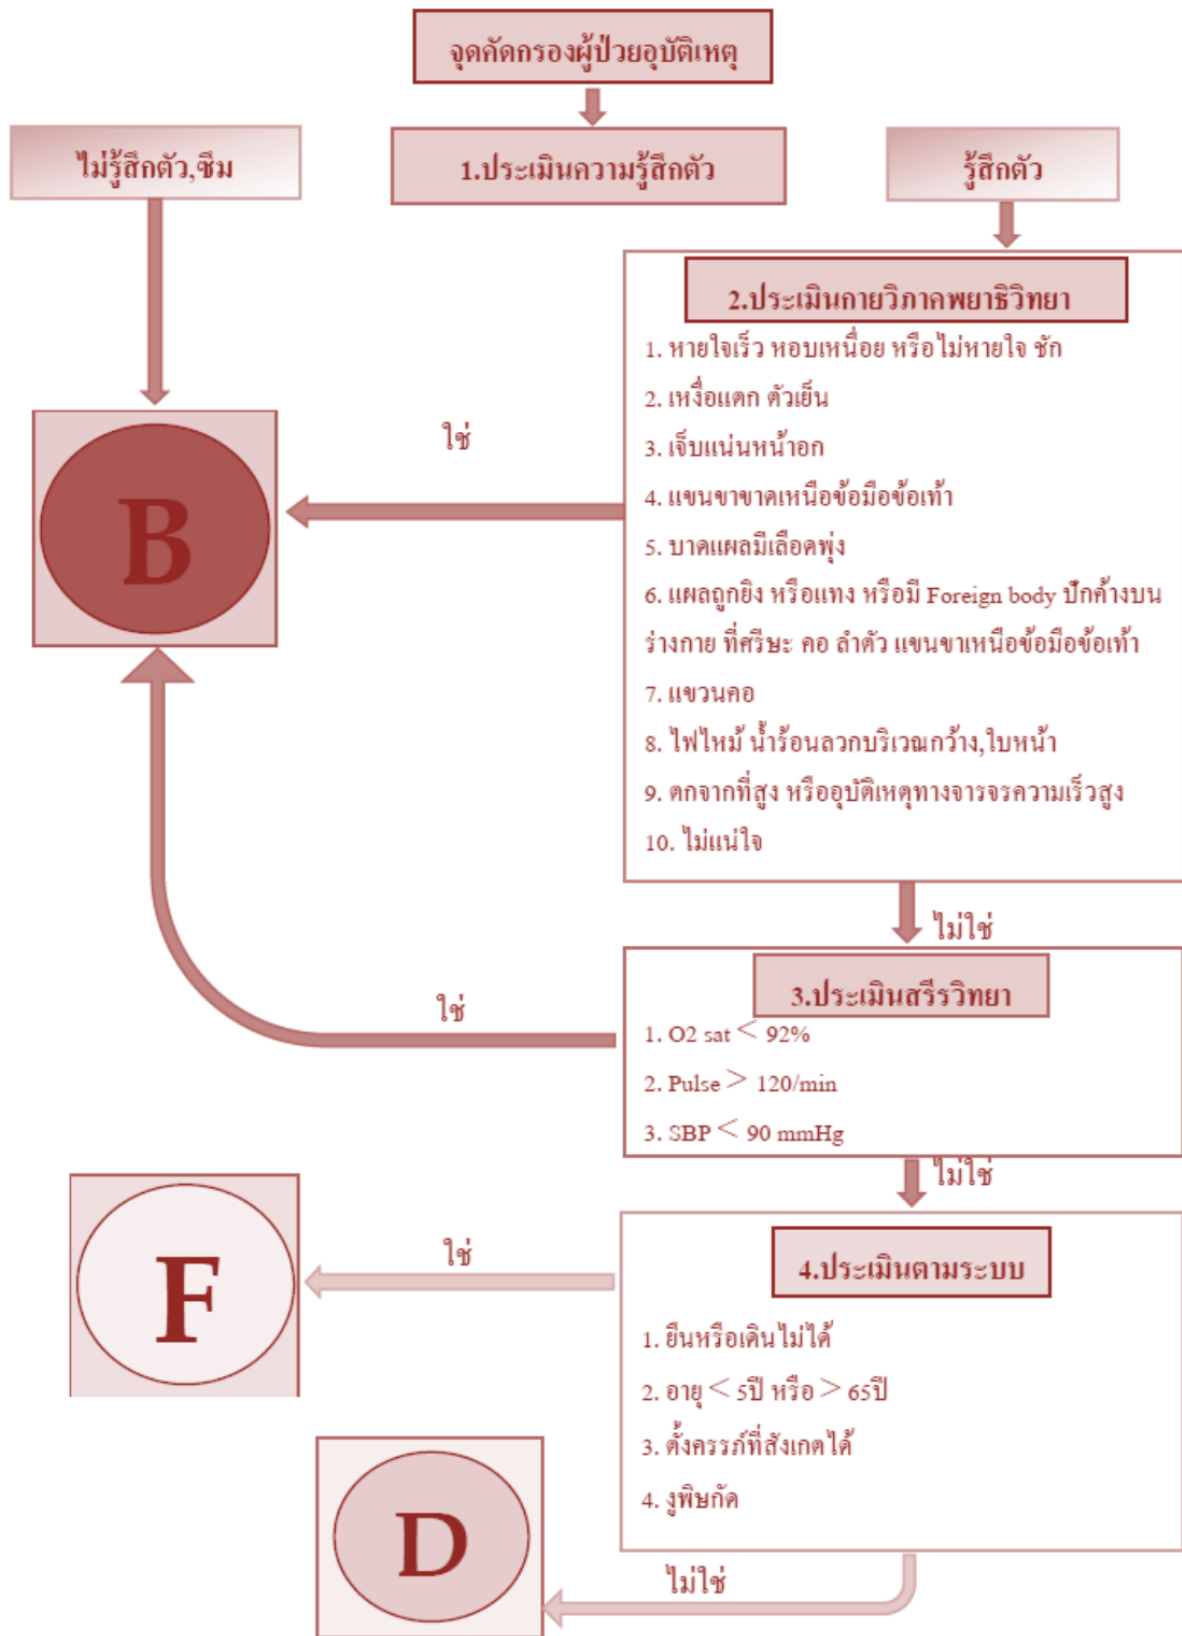 จุดคัดกรองผู้ป่วยอุบัติเหตุ
ไม่รู้สึกตัว,ซึม
1.ประเมินความรู้สึกตัว
รู้สึกตัว
2.ประเมินกายวิภาคพยาธิวิทยา
1. หายใจเร็ว หอบเหนื่อย หรือไม่หายใจ ชัก
2. เหงื่อแตก ตัวเย็น
3. เจ็บแน่นหน้าอก
4. แขนขาขาดเหนือข้อมือข้อเท้า
5. บาดแผลมีเลือดพุ่ง
6. แผลถูกยิง หรือแทง หรือมี Foreign body ปักค้างบน
ร่างกาย ที่ศรีษะ คอ ลำตัว แขนขาเหนือข้อมือข้อเท้า
7. แขวนคอ
8. ไฟไหม้ น้ำร้อนลวกบริเวณกว้าง,ใบหน้า
9. ตกจากที่สูง หรืออุบัติเหตุทางจารจรความเร็วสูง
10. ไม่แน่ใจ
ใช่
B
ไม่ใช่
3.ประเมินสรีรวิทยา
1. O2 sat < 92%
2. Pulse > 120/min
3. SBP < 90 mmHg
ใช่
ไม่ใช่
4.ประเมินตามระบบ
1. ยืนหรือเดินไม่ได้
2. อายุ < 5ปี หรือ > 65ปี
3. ตั้งครรภ์ที่สังเกตได้
4. งูพิษกัด
ใช่
F
ไม่ใช่
D